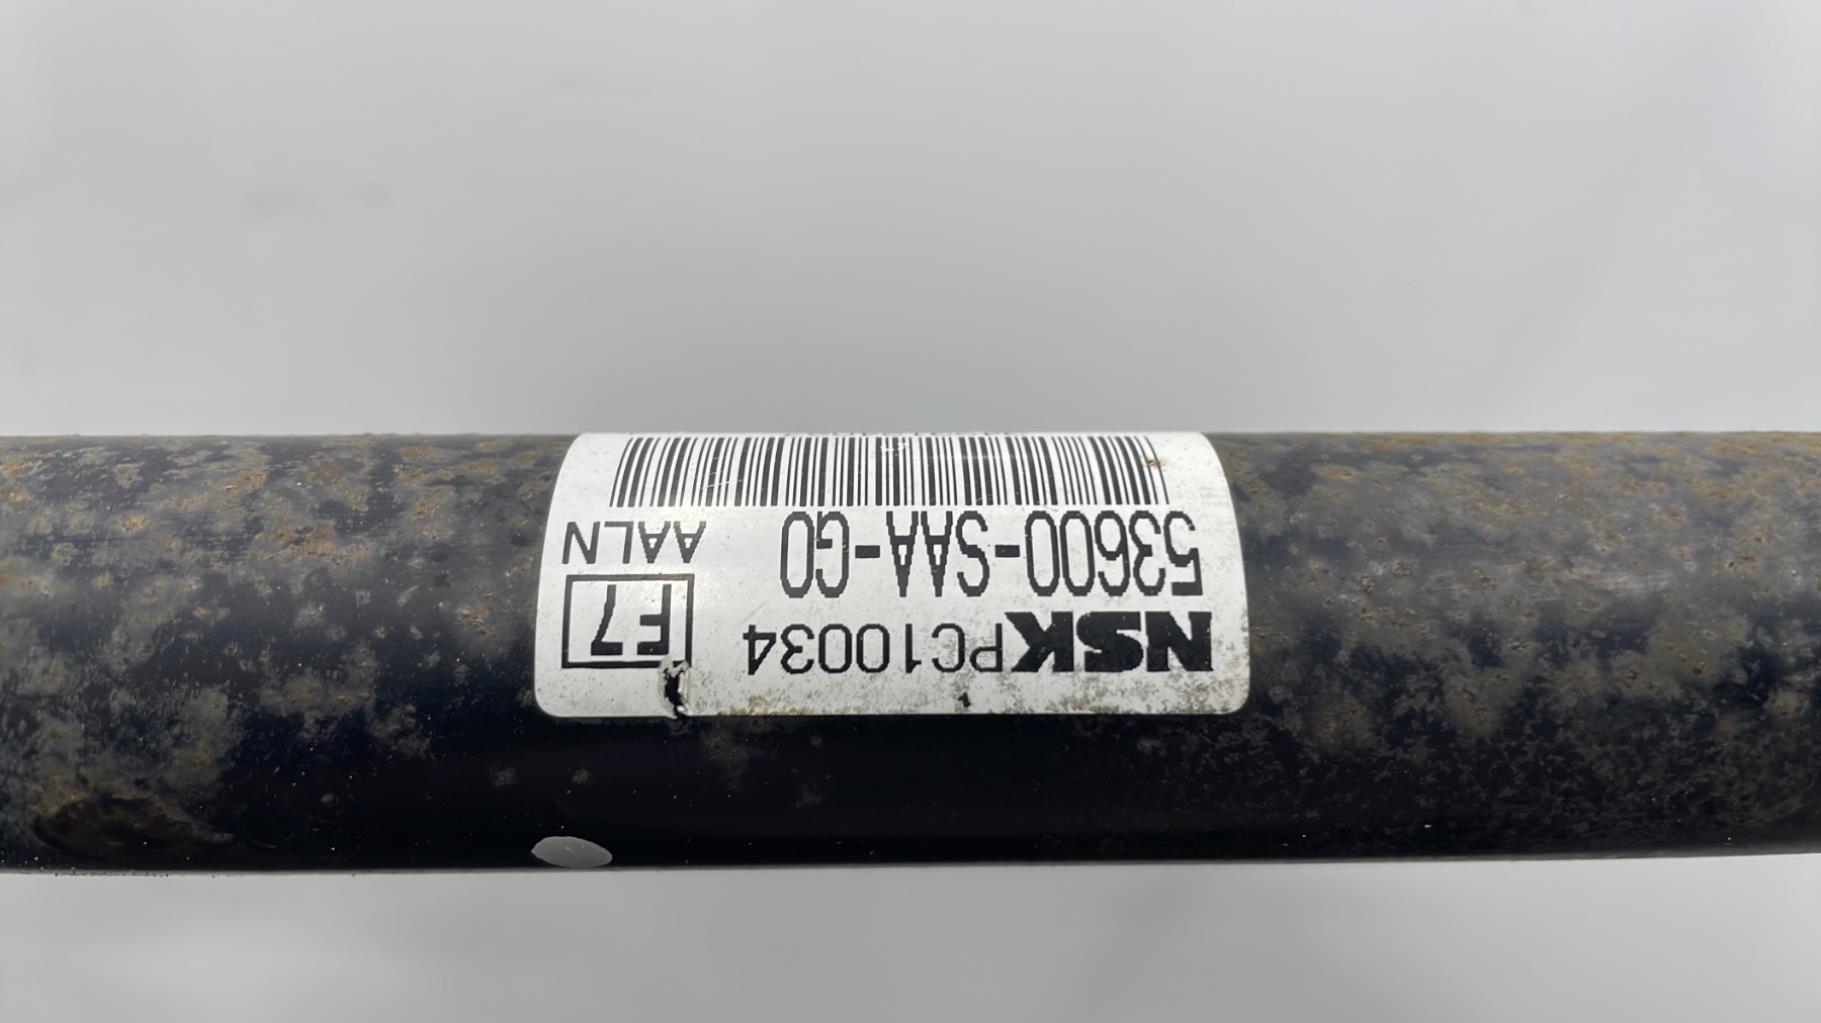 NSK PC10034
53600-SAA-G0
F7
AALN